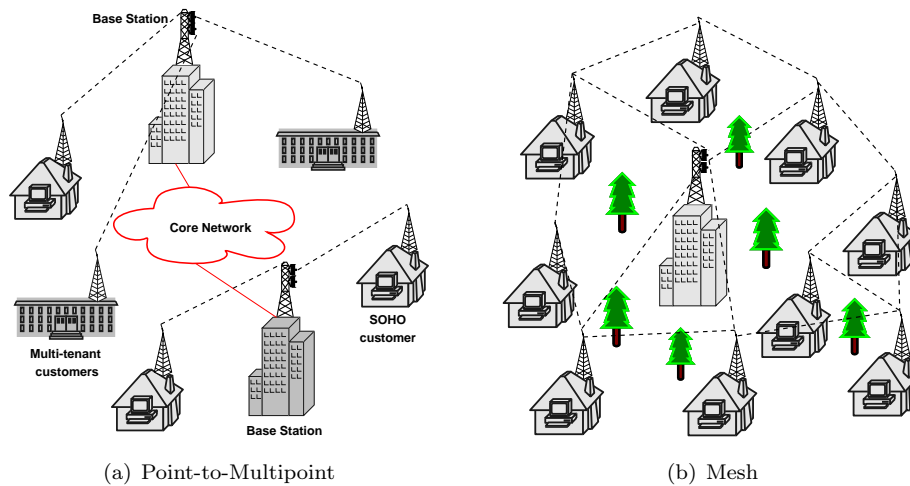 Base Station
Core Network
SOHO
customer
Multi-tenant
customers
Base Station
(a) Point-to-Multipoint
(b) Mesh